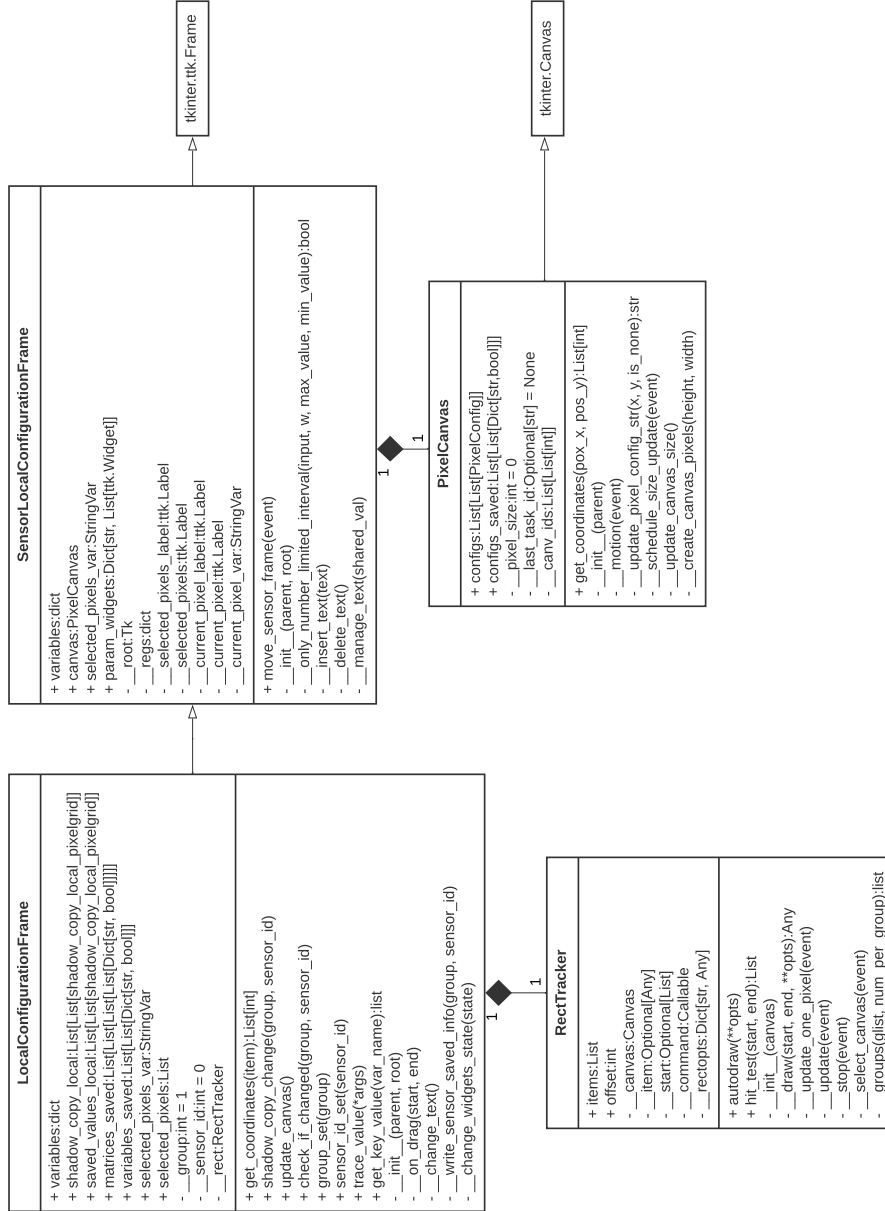 LocalConfigurationFrame
+ variables:dict
+ shadow_copy_local:List[List[shadow_copy_local_pixelgrid]]
+ saved_values_local:List[List[shadow_copy_local_pixelgrid]]
+ matrices_saved:List[List[List[List[Dict[str, bool]]]]]
+ variables_saved:List[List[Dict[str, bool]]]
+ selected_pixels_var:StringVar
+ selected_pixels:List
- __group:int = 1
- __sensor_id:int = 0
- __rect:RectTracker
+ get_coordinates(item):List[int]
+ shadow_copy_change(group, sensor_id)
+ update_canvas()
+ check_if_changed(group, sensor_id)
+ group_set(group)
+ sensor_id_set(sensor_id)
+ trace_value(*args)
+ get_key_value(var_name):list
- __init__(parent, root)
- __on_drag(start, end)
- __change_text()
- __write_sensor_saved_info(group, sensor_id)
- __change_widgets_state(state)
1
1
RectTracker
+ items:List
+ offset:int
- __canvas:Canvas
- __item:Optional[Any]
- __start:Optional[List]
- __command:Callable
- __rectopts:Dict[str, Any]
+ autodraw(**opts)
+ hit_test(start, end):List
- __init__(canvas)
- __draw(start, end, **opts):Any
- __update_one_pixel(event)
- __update(event)
- __stop(event)
- __select_canvas(event)
- __groups(glist, num_per_group):list
SensorLocalConfigurationFrame
+ variables:dict
+ canvas:PixelCanvas
+ selected_pixels_var:StringVar
+ param_widgets:Dict[str, List[ttk.Widget]]
- __root:Tk
- __regs:dict
- __selected_pixels_label:ttk.Label
- __selected_pixels:ttk.Label
- __current_pixel_label:ttk.Label
- __current_pixel:ttk.Label
- __current_pixel_var:StringVar
+ move_sensor_frame(event)
- __init__(parent, root)
- __only_number_limited_interval(input, w, max_value, min_value):bool
- __insert_text(text)
- __delete_text()
- __manage_text(shared_val)
1
1
PixelCanvas
+ configs:List[List[PixelConfig]]
+ configs_saved:List[List[Dict[str,bool]]]
- __pixel_size:int = 0
- __last_task_id:Optional[str] = None
- __canv_ids:List[List[int]]
+ get_coordinates(pox_x, pos_y):List[int]
- __init__(parent)
- __motion(event)
- __update_pixel_config_str(x, y, is_none):str
- __schedule_size_update(event)
- __update_canvas_size()
- __create_canvas_pixels(height, width)
tkinter.ttk.Frame
tkinter.Canvas